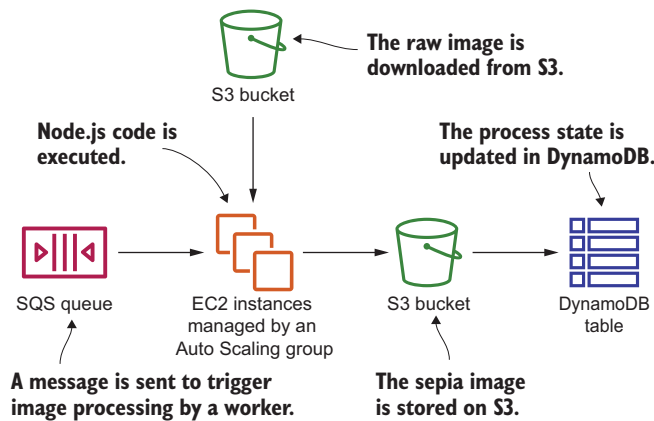 The raw image is
downloaded from S3.
S3 bucket
Node.js code is
executed.
The process state is
updated in DynamoDB.
SQS queue
EC2 instances
managed by an
Auto Scaling group
S3 bucket
DynamoDB
table
A message is sent to trigger
image processing by a worker.
The sepia image
is stored on S3.